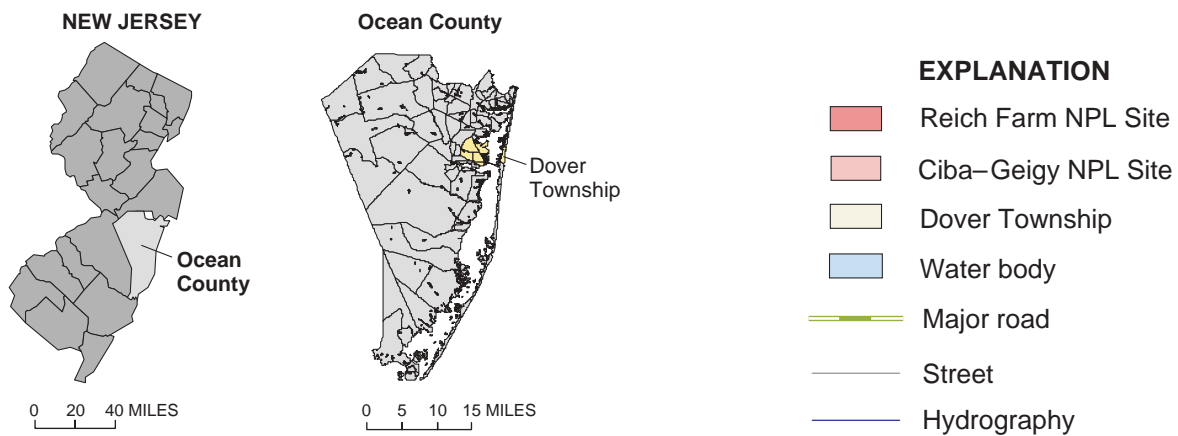 NEW JERSEY
Ocean
County
0 20 40 MILES
Ocean County
Dover
Township
0 5 10 15 MILES
EXPLANATION
Reich Farm NPL Site
Ciba–Geigy NPL Site
Dover Township
Water body
Major road
Street
Hydrography